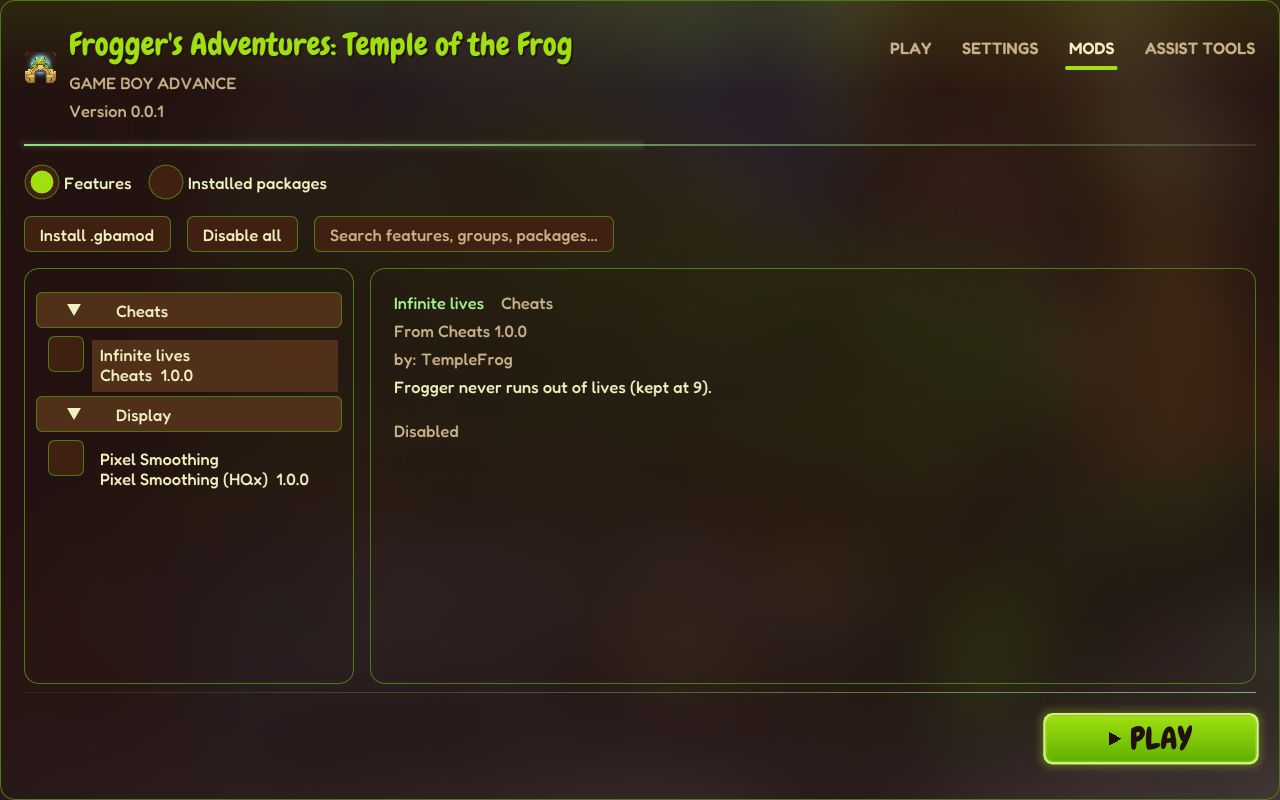 Frogger's Adventures: Temple of the Frog
GAME BOY ADVANCE
Version 0.0.1
PLAY
SETTINGS
MODS
ASSIST TOOLS
Features
Installed packages
Install .gbamod
Disable all
Search features, groups, packages...
Cheats
Infinite lives
Cheats 1.0.0
Display
Pixel Smoothing
Pixel Smoothing (HQx) 1.0.0
Infinite lives Cheats
From Cheats 1.0.0
by: TempleFrog
Frogger never runs out of lives (kept at 9).
Disabled
PLAY